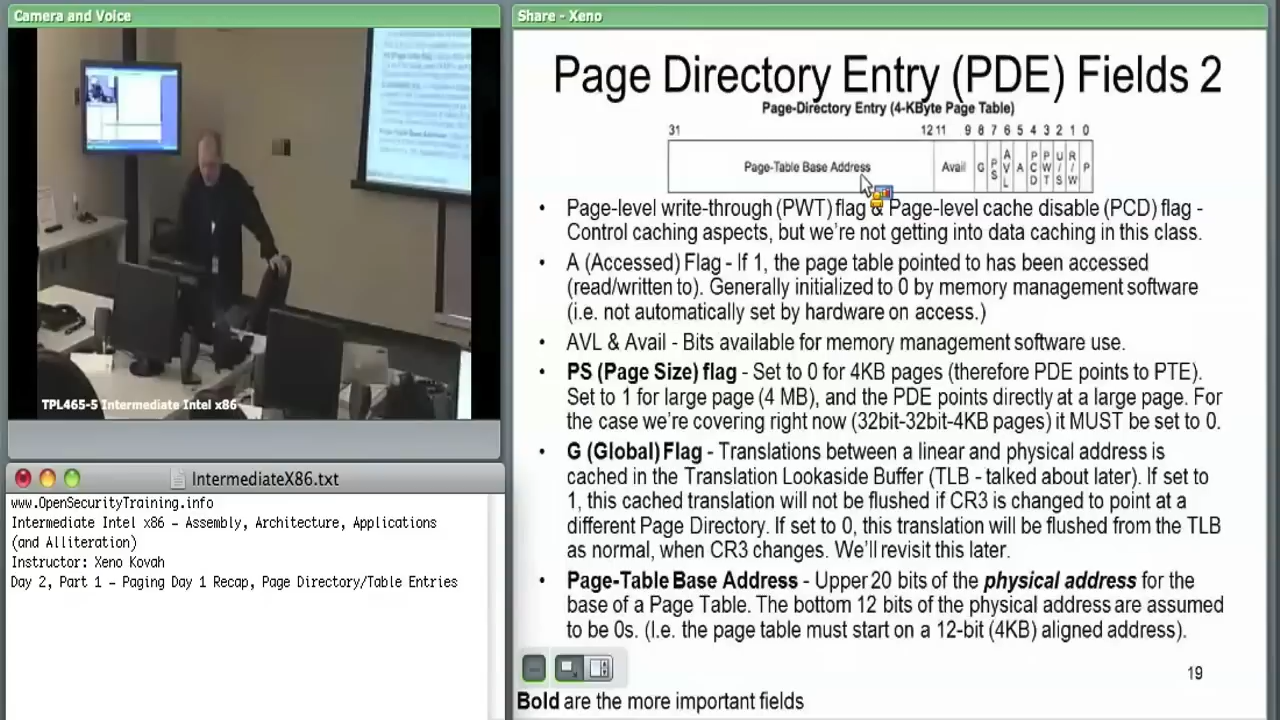 Camera and Voice
TPL465-5 Intermediate Intel x86
IntermediateX86.txt
www.OpenSecurityTraining.info
Intermediate Intel x86 – Assembly, Architecture, Applications
(and Alliteration)
Instructor: Xeno Kovah
Day 2, Part 1 – Paging Day 1 Recap, Page Directory/Table Entries
Share - Xeno
Page Directory Entry (PDE) Fields 2
Page-Directory Entry (4-KByte Page Table)
31 12 11 9 8 7 6 5 4 3 2 1 0
Page-Table Base Address Avail G PS AVL A PCD PWT U/S R/W P
• Page-level write-through (PWT) flag & Page-level cache disable (PCD) flag -
Control caching aspects, but we're not getting into data caching in this class.
• A (Accessed) Flag - If 1, the page table pointed to has been accessed
(read/written to). Generally initialized to 0 by memory management software
(i.e. not automatically set by hardware on access.)
• AVL & Avail - Bits available for memory management software use.
• PS (Page Size) flag - Set to 0 for 4KB pages (therefore PDE points to PTE).
Set to 1 for large page (4 MB), and the PDE points directly at a large page. For
the case we're covering right now (32bit-32bit-4KB pages) it MUST be set to 0.
• G (Global) Flag - Translations between a linear and physical address is
cached in the Translation Lookaside Buffer (TLB - talked about later). If set to
1, this cached translation will not be flushed if CR3 is changed to point at a
different Page Directory. If set to 0, this translation will be flushed from the TLB
as normal, when CR3 changes. We'll revisit this later.
• Page-Table Base Address - Upper 20 bits of the physical address for the
base of a Page Table. The bottom 12 bits of the physical address are assumed
to be 0s. (I.e. the page table must start on a 12-bit (4KB) aligned address).
19
Bold are the more important fields